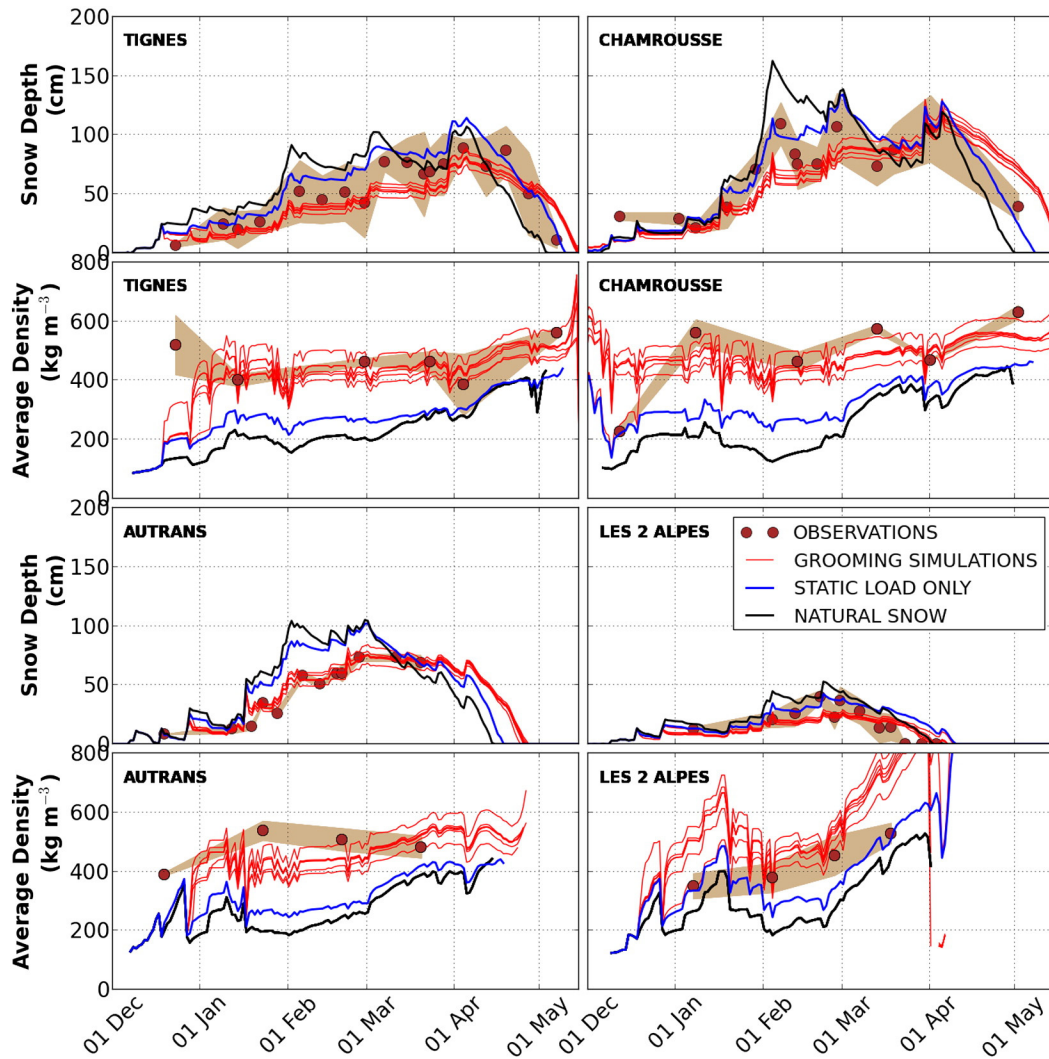 200
TIGNES
CHAMROUSSE
150
100
50
0
Snow Depth
(cm)
800
TIGNES
CHAMROUSSE
600
400
200
0
Average Density
(kg m⁻³)
200
AUTRANS
LES 2 ALPES
150
100
50
0
Snow Depth
(cm)
OBSERVATIONS
GROOMING SIMULATIONS
STATIC LOAD ONLY
NATURAL SNOW
800
AUTRANS
LES 2 ALPES
600
400
200
0
Average Density
(kg m⁻³)
01 Dec
01 Jan
01 Feb
01 Mar
01 Apr
01 May
01 Dec
01 Jan
01 Feb
01 Mar
01 Apr
01 May